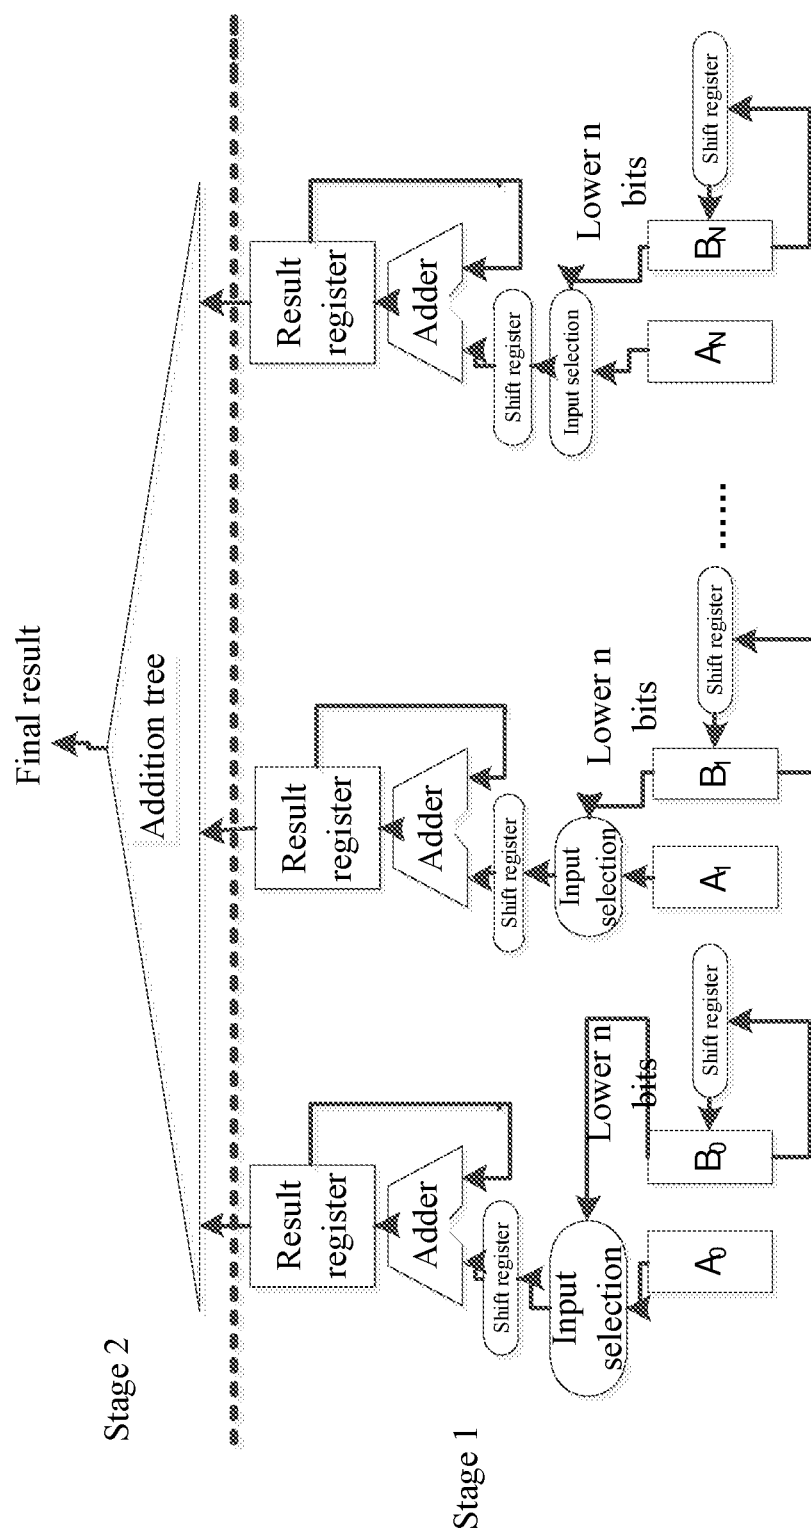 Final result
Stage 2
Addition tree
Result
register
Result
register
Result
register
Adder
Adder
Adder
Stage 1
Shift register
Shift register
Shift register
Input
selection
Lower n
bits
Input
selection
Lower n
bits
Input selection
Lower n
bits
A0
B0
Shift register
A1
B1
Shift register
......
AN
BN
Shift register